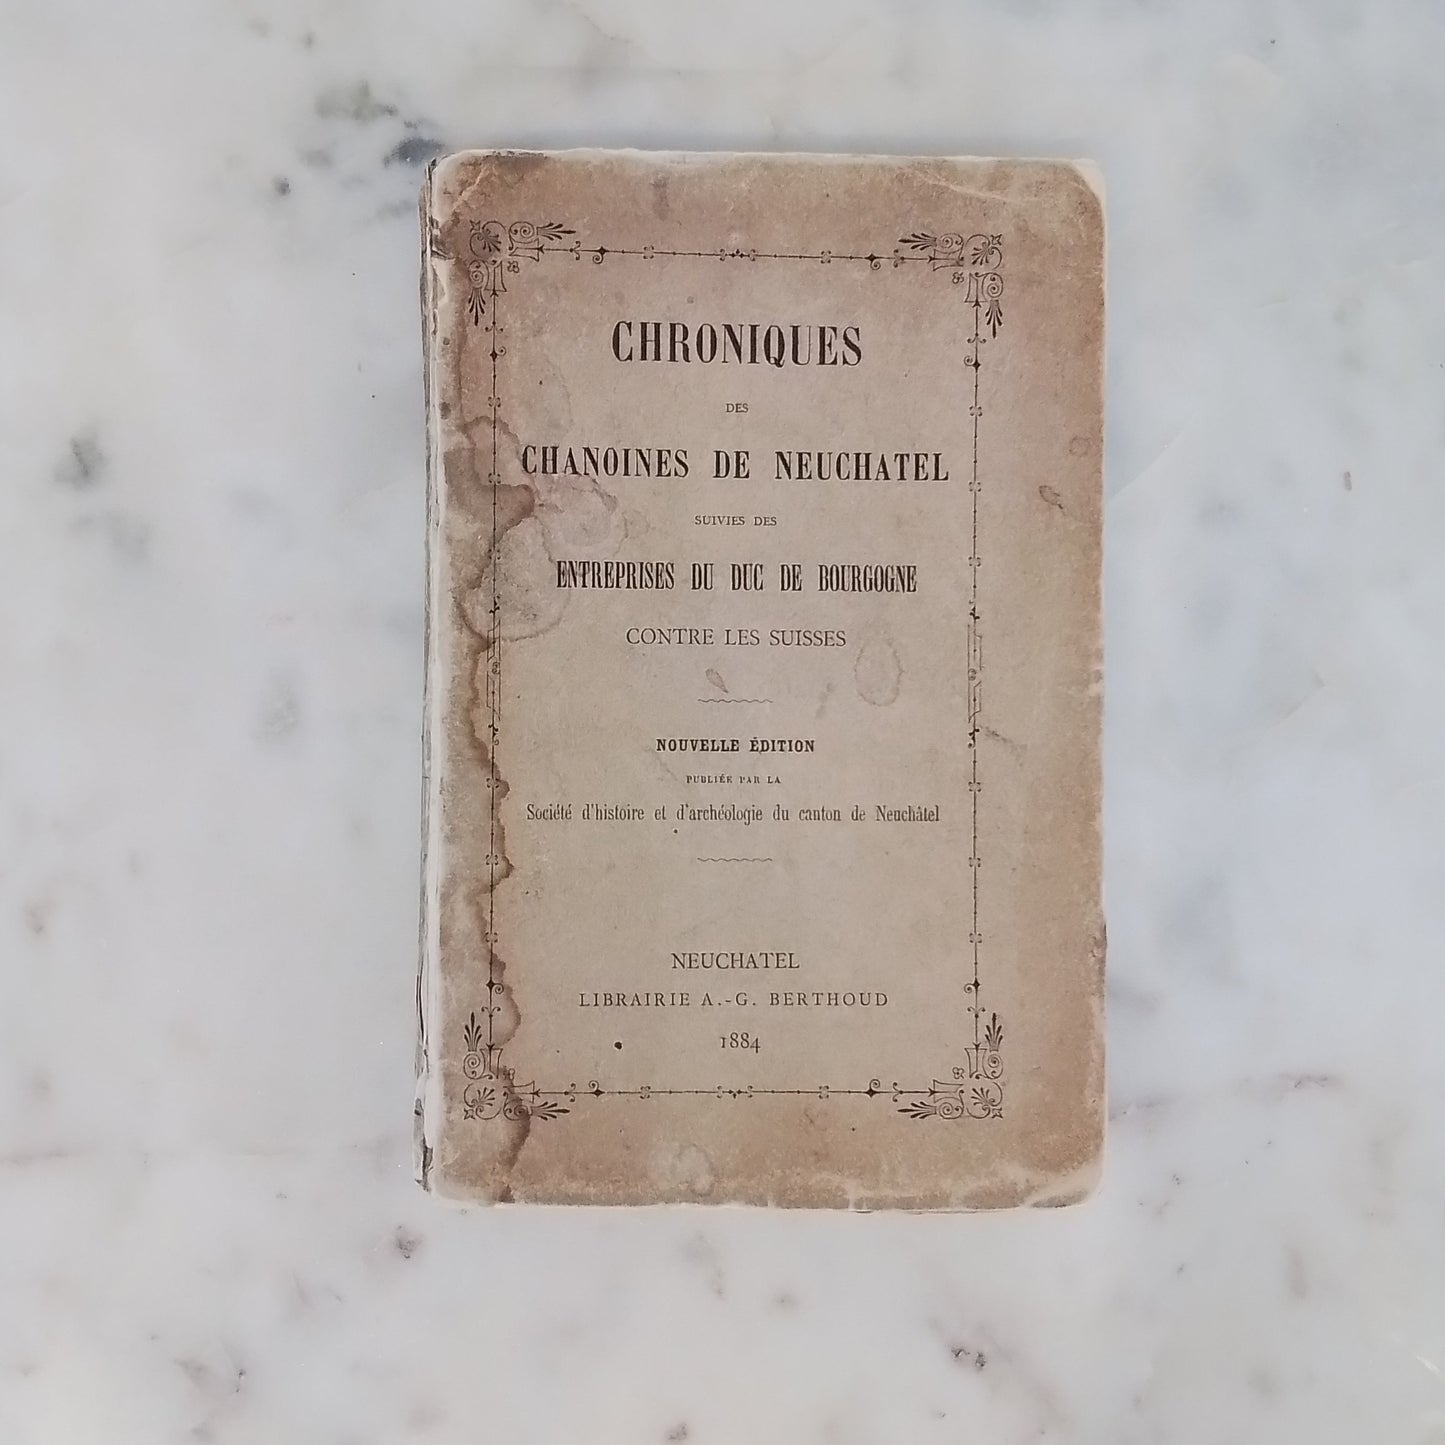 CHRONIQUES
DES
CHANOINES DE NEUCHATEL
SUIVIES DES
ENTREPRISES DU DUC DE BOURGOGNE
CONTRE LES SUISSES
NOUVELLE ÉDITION
PUBLIÉE PAR LA
Société d'histoire et d'archéologie du canton de Neuchâtel
NEUCHATEL
LIBRAIRIE A.-G. BERTHOUD
1884